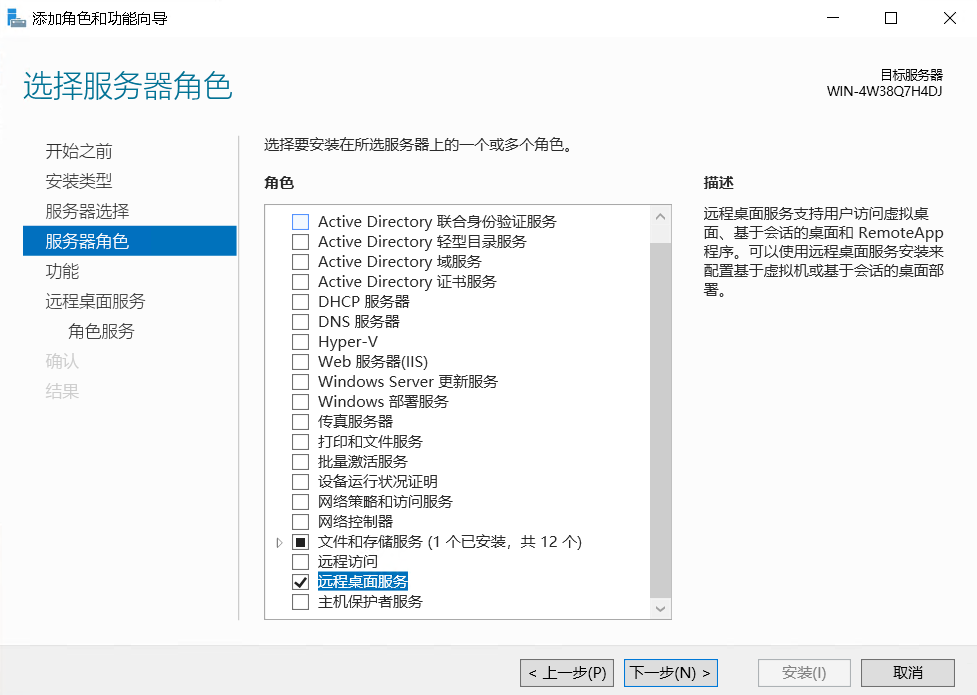 添加角色和功能向导
选择服务器角色
目标服务器
WIN-4W38Q7H4DJ
开始之前
安装类型
服务器选择
服务器角色
功能
远程桌面服务
角色服务
确认
结果
选择要安装在所选服务器上的一个或多个角色。
角色
Active Directory 联合身份验证服务
Active Directory 轻型目录服务
Active Directory 域服务
Active Directory 证书服务
DHCP 服务器
DNS 服务器
Hyper-V
Web 服务器(IIS)
Windows Server 更新服务
Windows 部署服务
传真服务器
打印和文件服务
批量激活服务
设备运行状况证明
网络策略和访问服务
网络控制器
文件和存储服务 (1 个已安装，共 12 个)
远程访问
远程桌面服务
主机保护者服务
描述
远程桌面服务支持用户访问虚拟桌
面、基于会话的桌面和 RemoteApp
程序。可以使用远程桌面服务安装来
配置基于虚拟机或基于会话的桌面部
署。
< 上一步(P)
下一步(N) >
安装(I)
取消